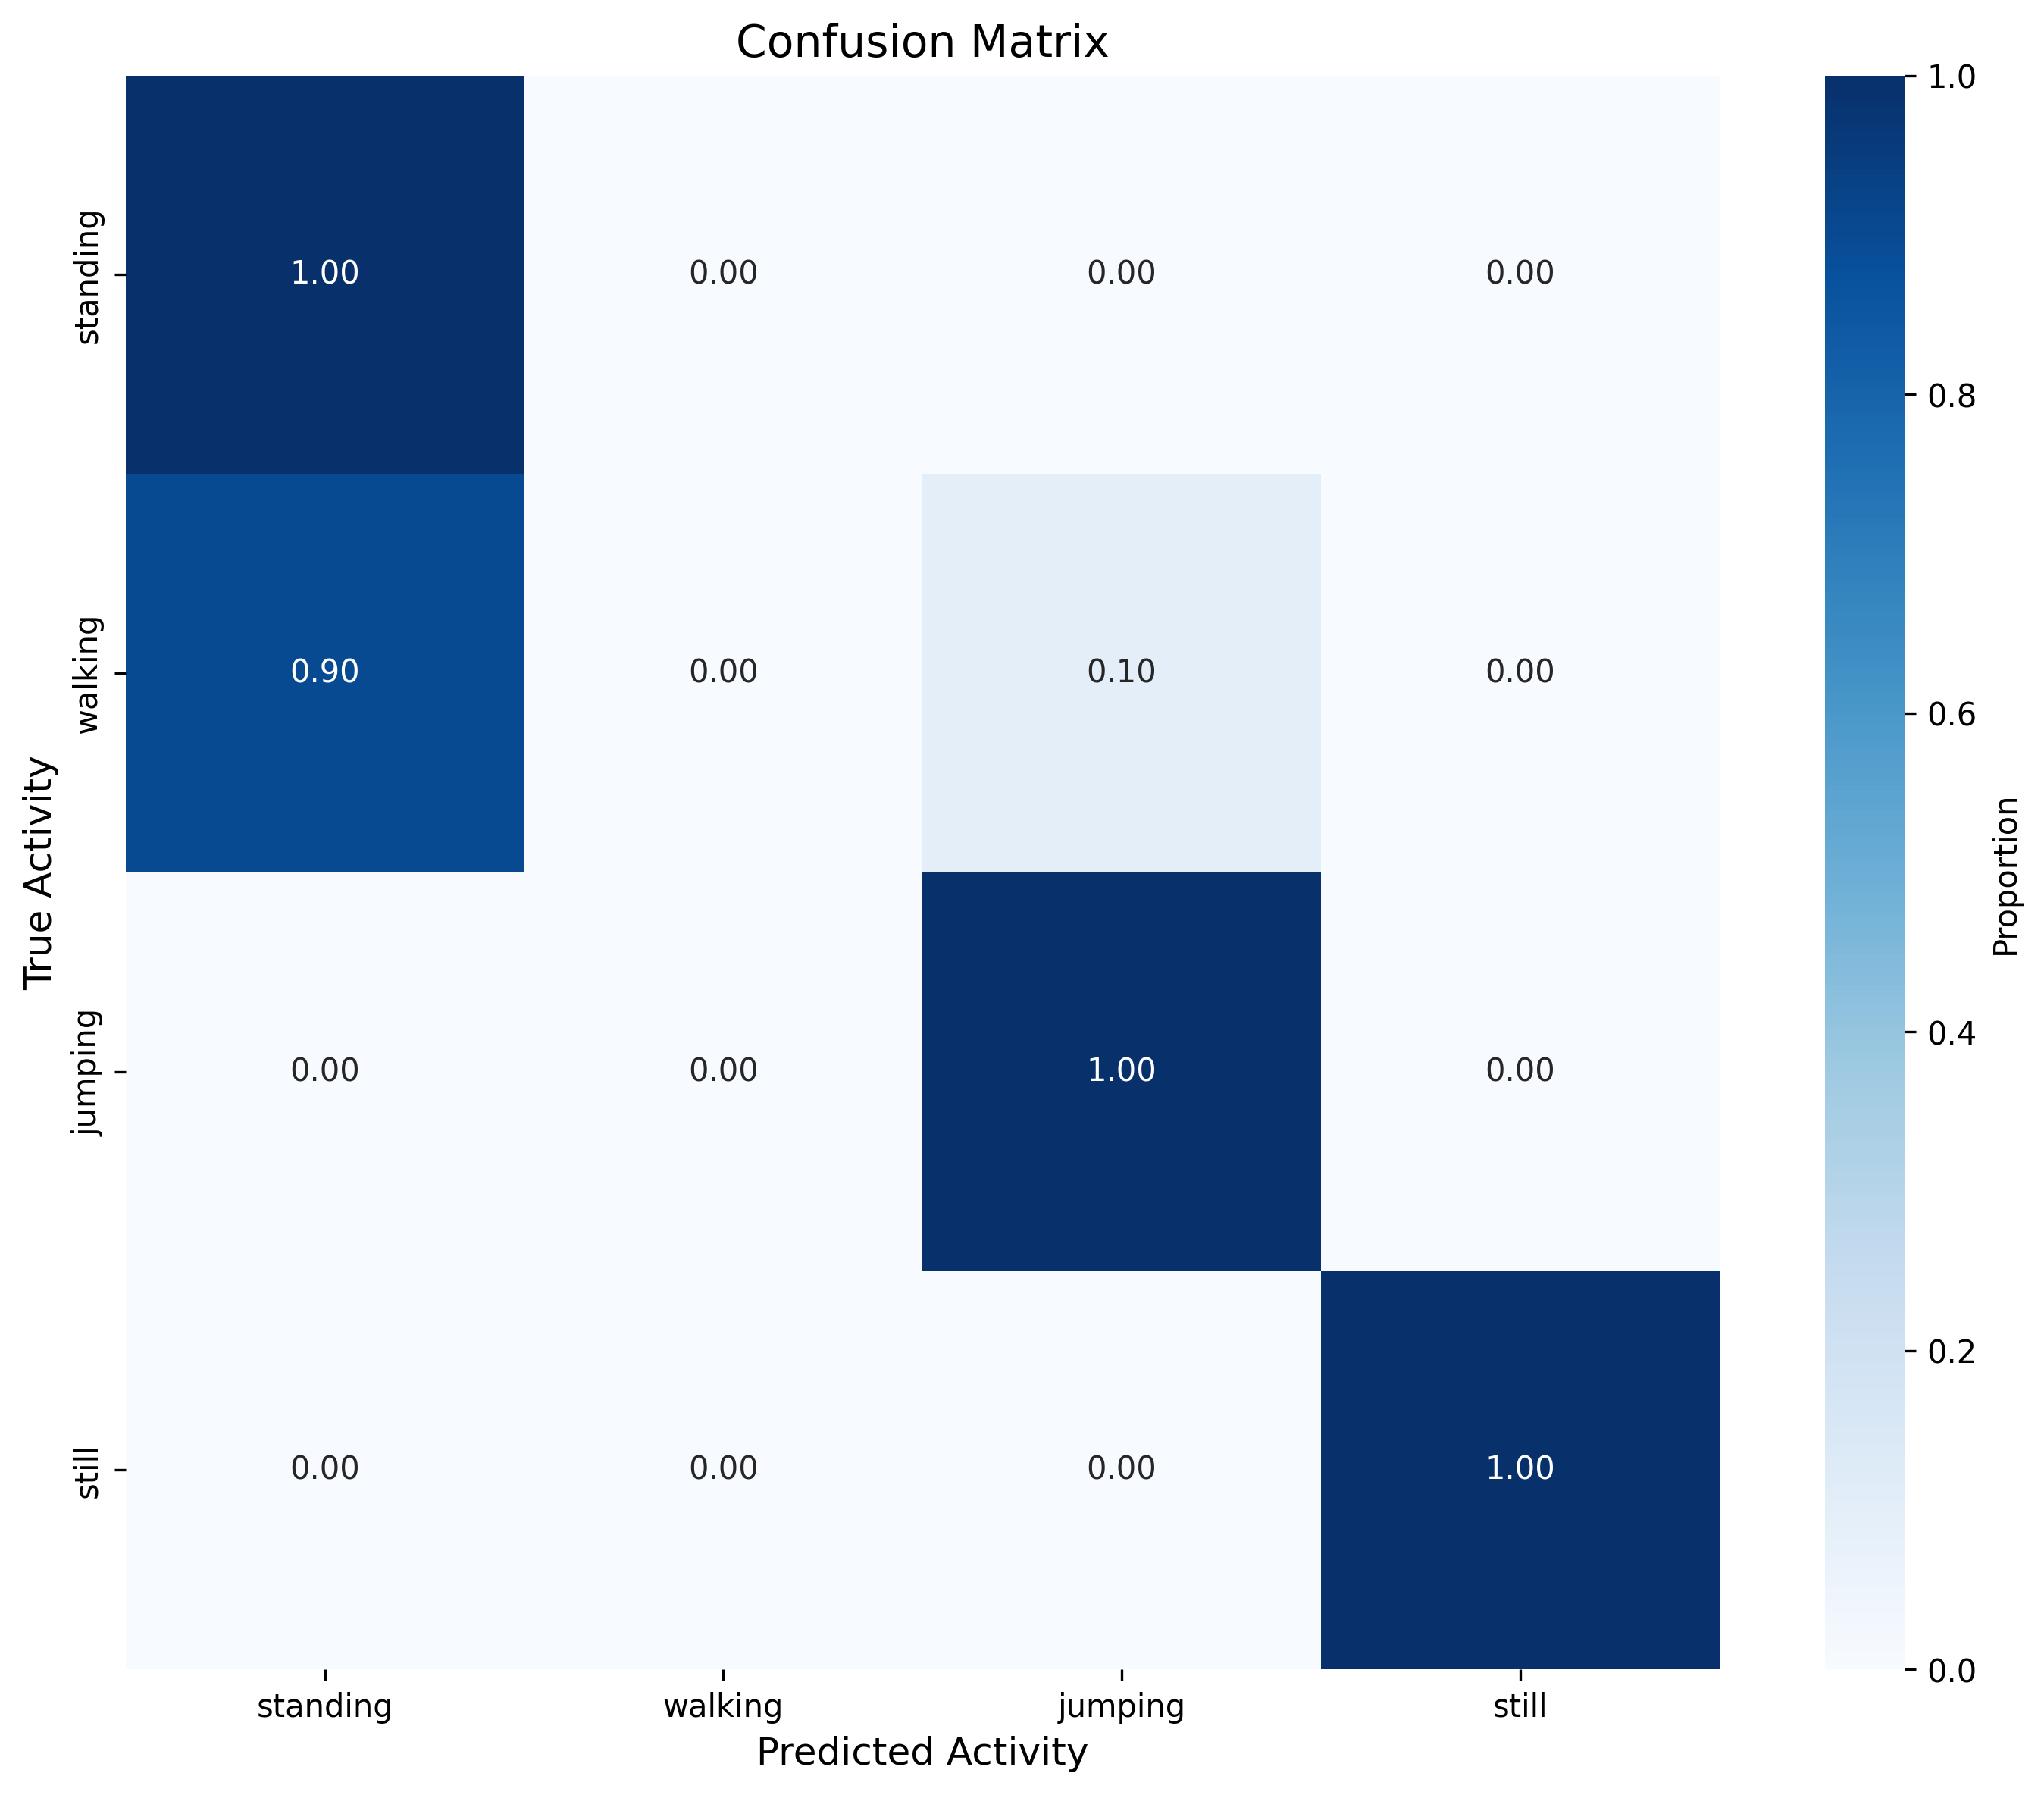 Confusion Matrix
True Activity
standing
1.00 0.00 0.00 0.00
walking
0.90 0.00 0.10 0.00
jumping
0.00 0.00 1.00 0.00
still
0.00 0.00 0.00 1.00
standing walking jumping still
Predicted Activity
1.0
0.8
0.6
0.4
0.2
0.0
Proportion